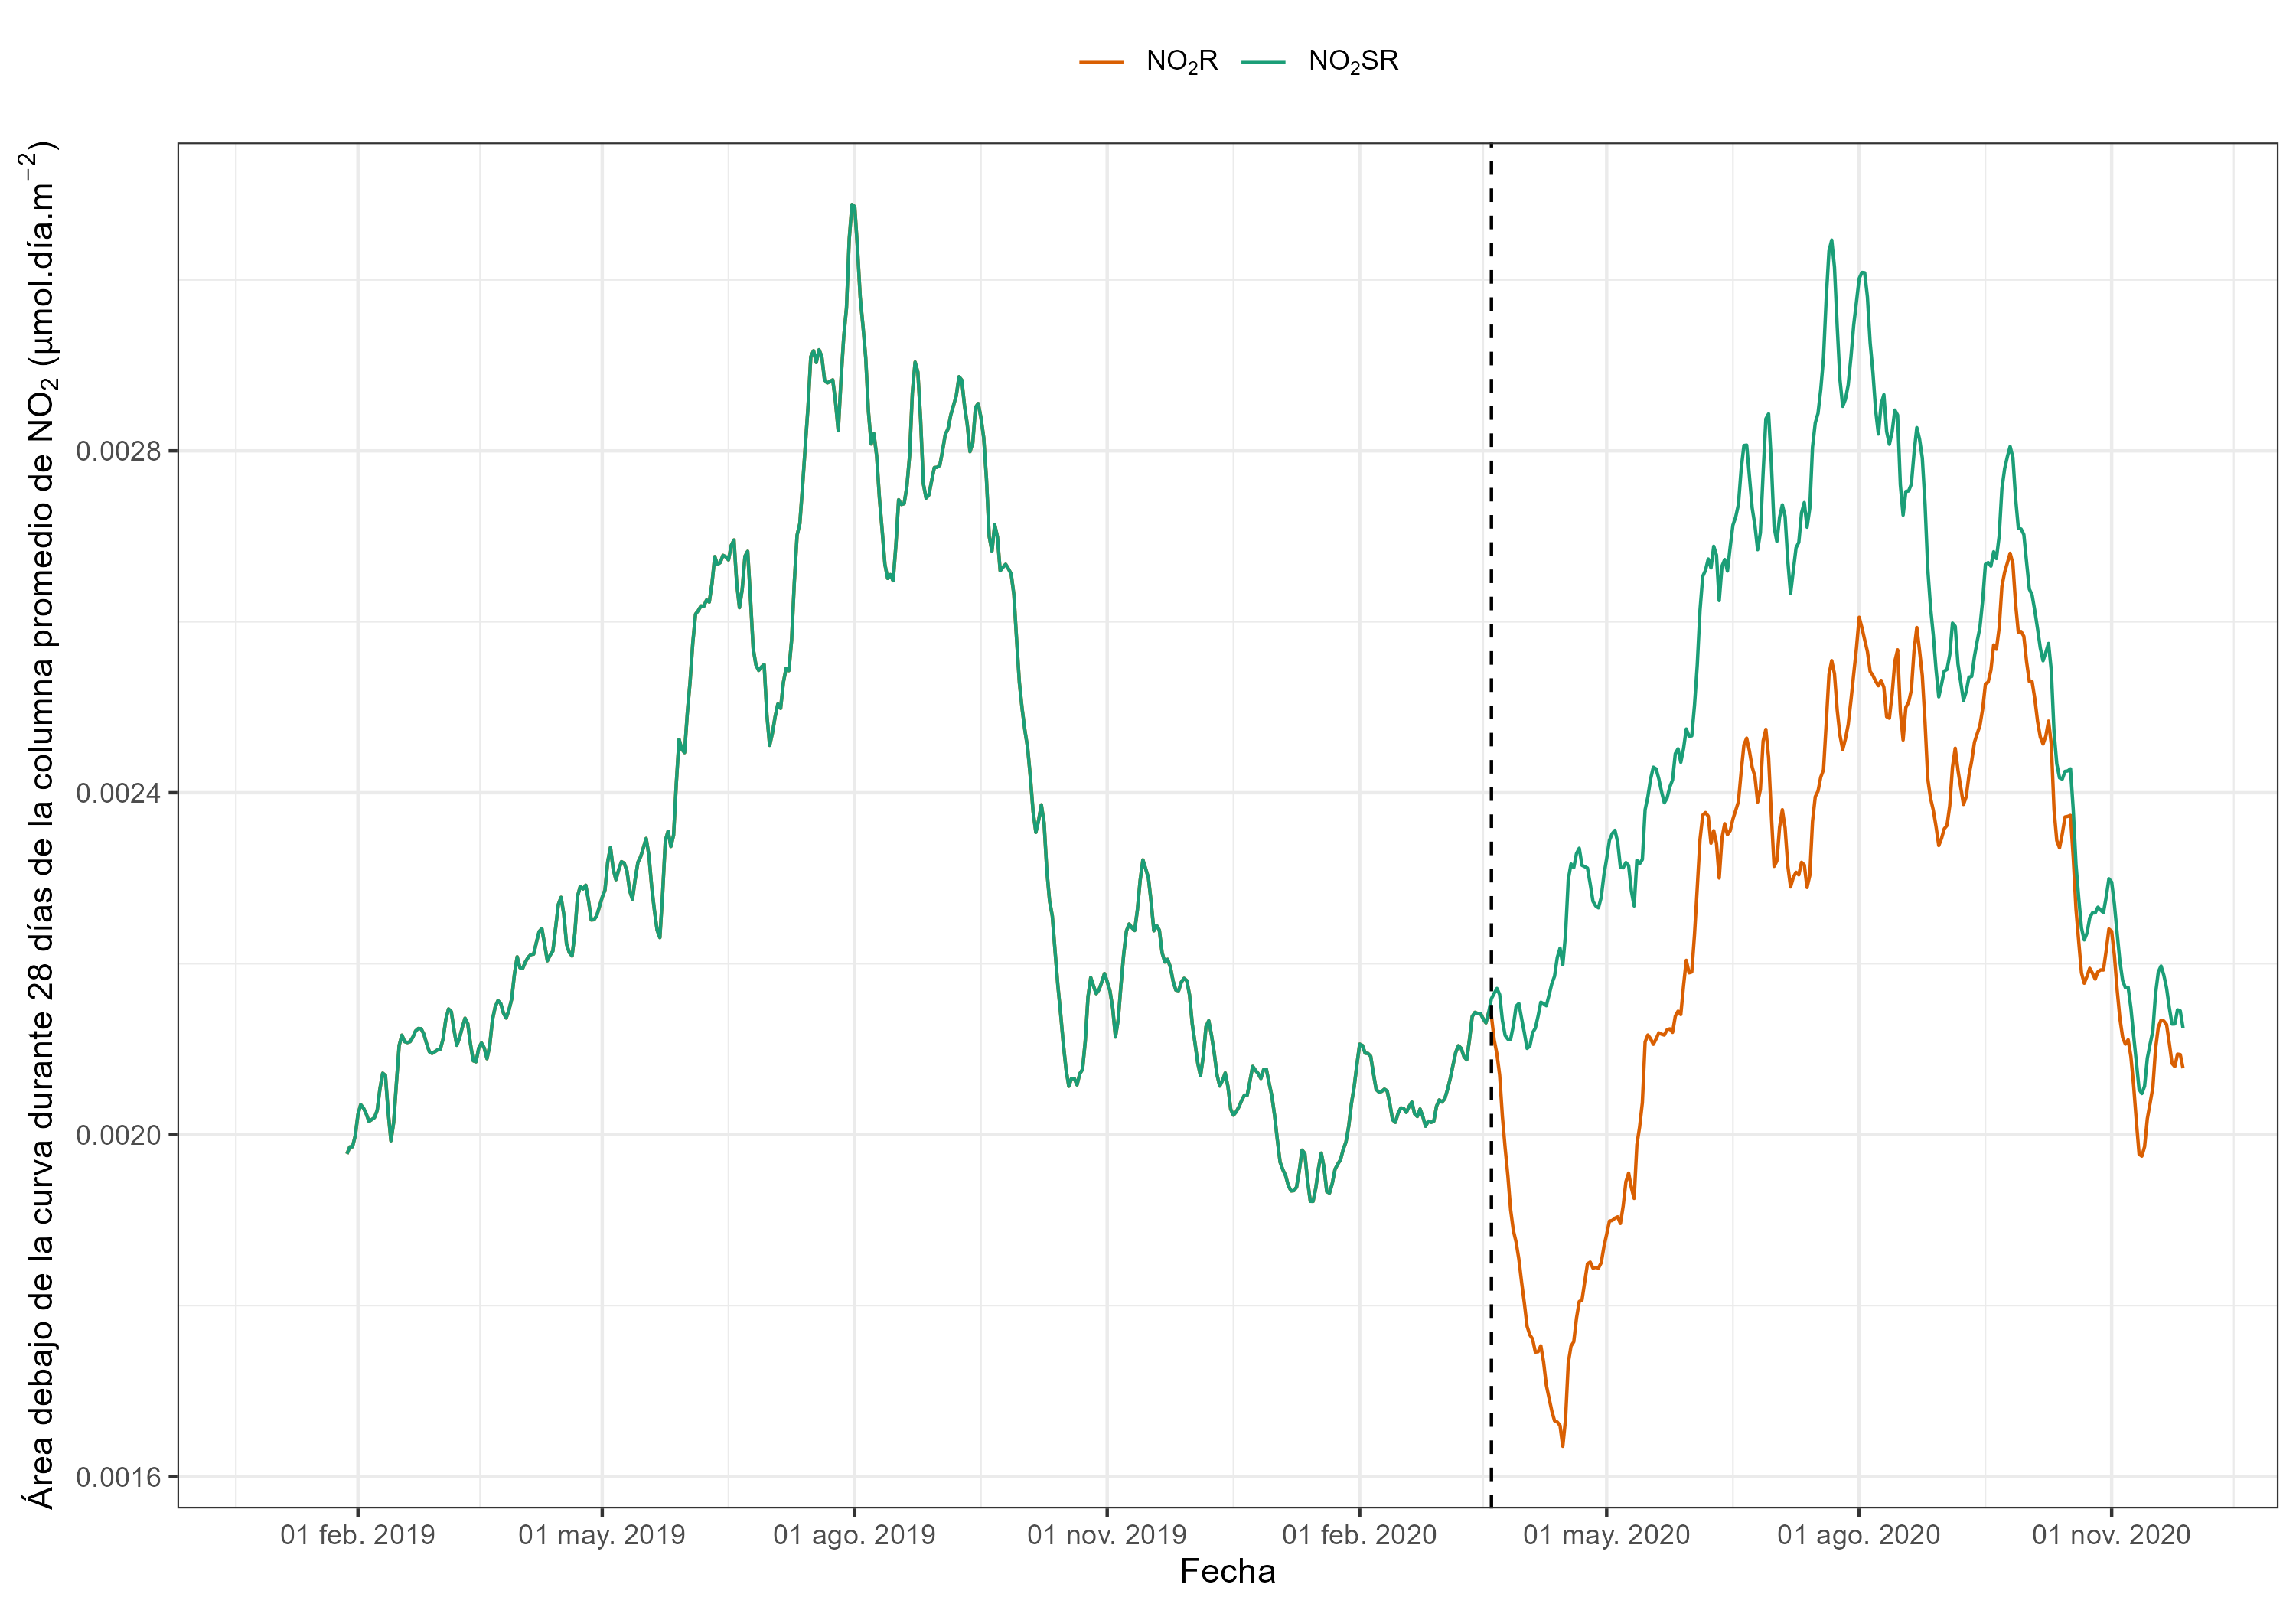 NO₂R NO₂SR
Área debajo de la curva durante 28 días de la columna promedio de NO₂ (µmol.día.m⁻²)
0.0028
0.0024
0.0020
0.0016
01 feb. 2019 01 may. 2019 01 ago. 2019 01 nov. 2019 01 feb. 2020 01 may. 2020 01 ago. 2020 01 nov. 2020
Fecha